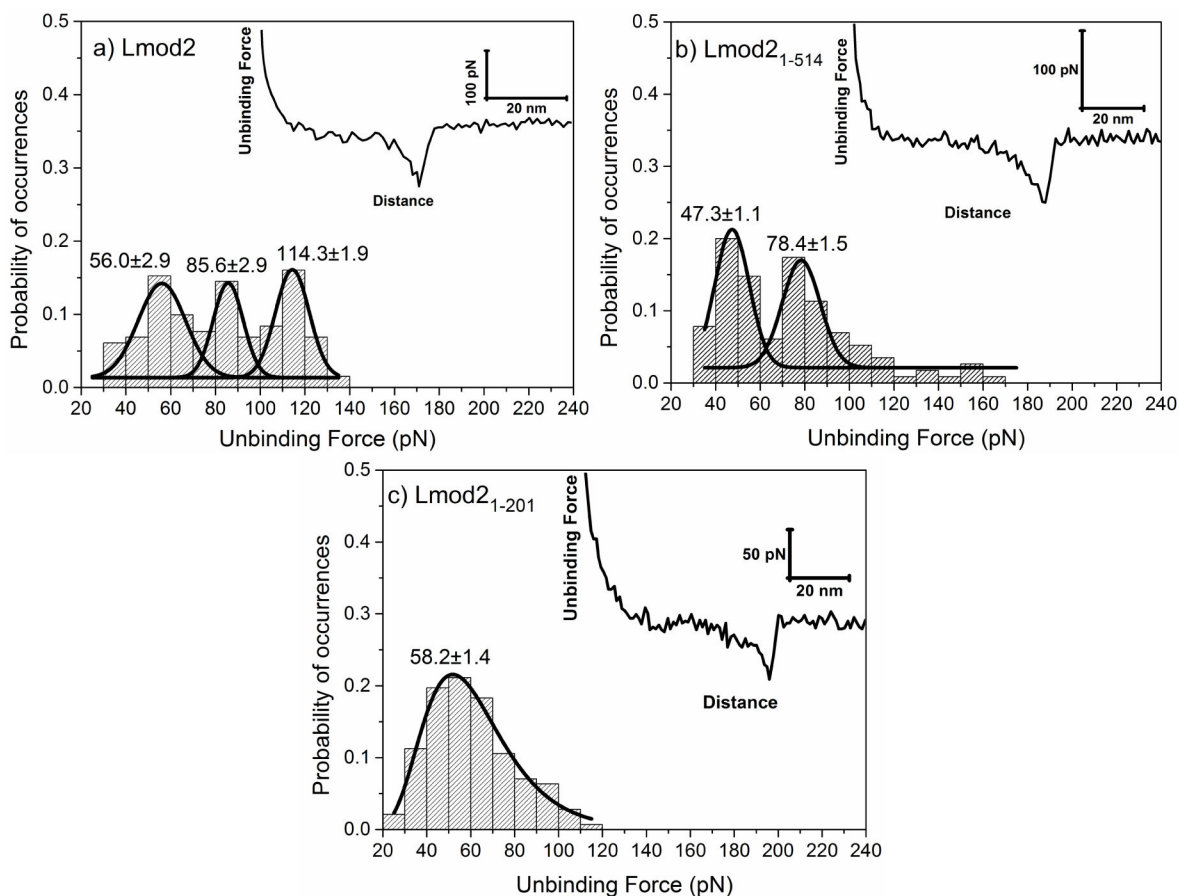 a) Lmod2
Probability of occurrences
0.5
0.4
0.3
0.2
0.1
0.0
Unbinding Force
100 pN
20 nm
Distance
56.0±2.9
85.6±2.9
114.3±1.9
20 40 60 80 100 120 140 160 180 200 220 240
Unbinding Force (pN)
b) Lmod2₁₋₅₁₄
Probability of occurrences
0.5
0.4
0.3
0.2
0.1
0.0
Unbinding Force
100 pN
20 nm
Distance
47.3±1.1
78.4±1.5
20 40 60 80 100 120 140 160 180 200 220 240
Unbinding Force (pN)
c) Lmod2₁₋₂₀₁
Probability of occurrences
0.5
0.4
0.3
0.2
0.1
0.0
Unbinding Force
50 pN
20 nm
Distance
58.2±1.4
20 40 60 80 100 120 140 160 180 200 220 240
Unbinding Force (pN)